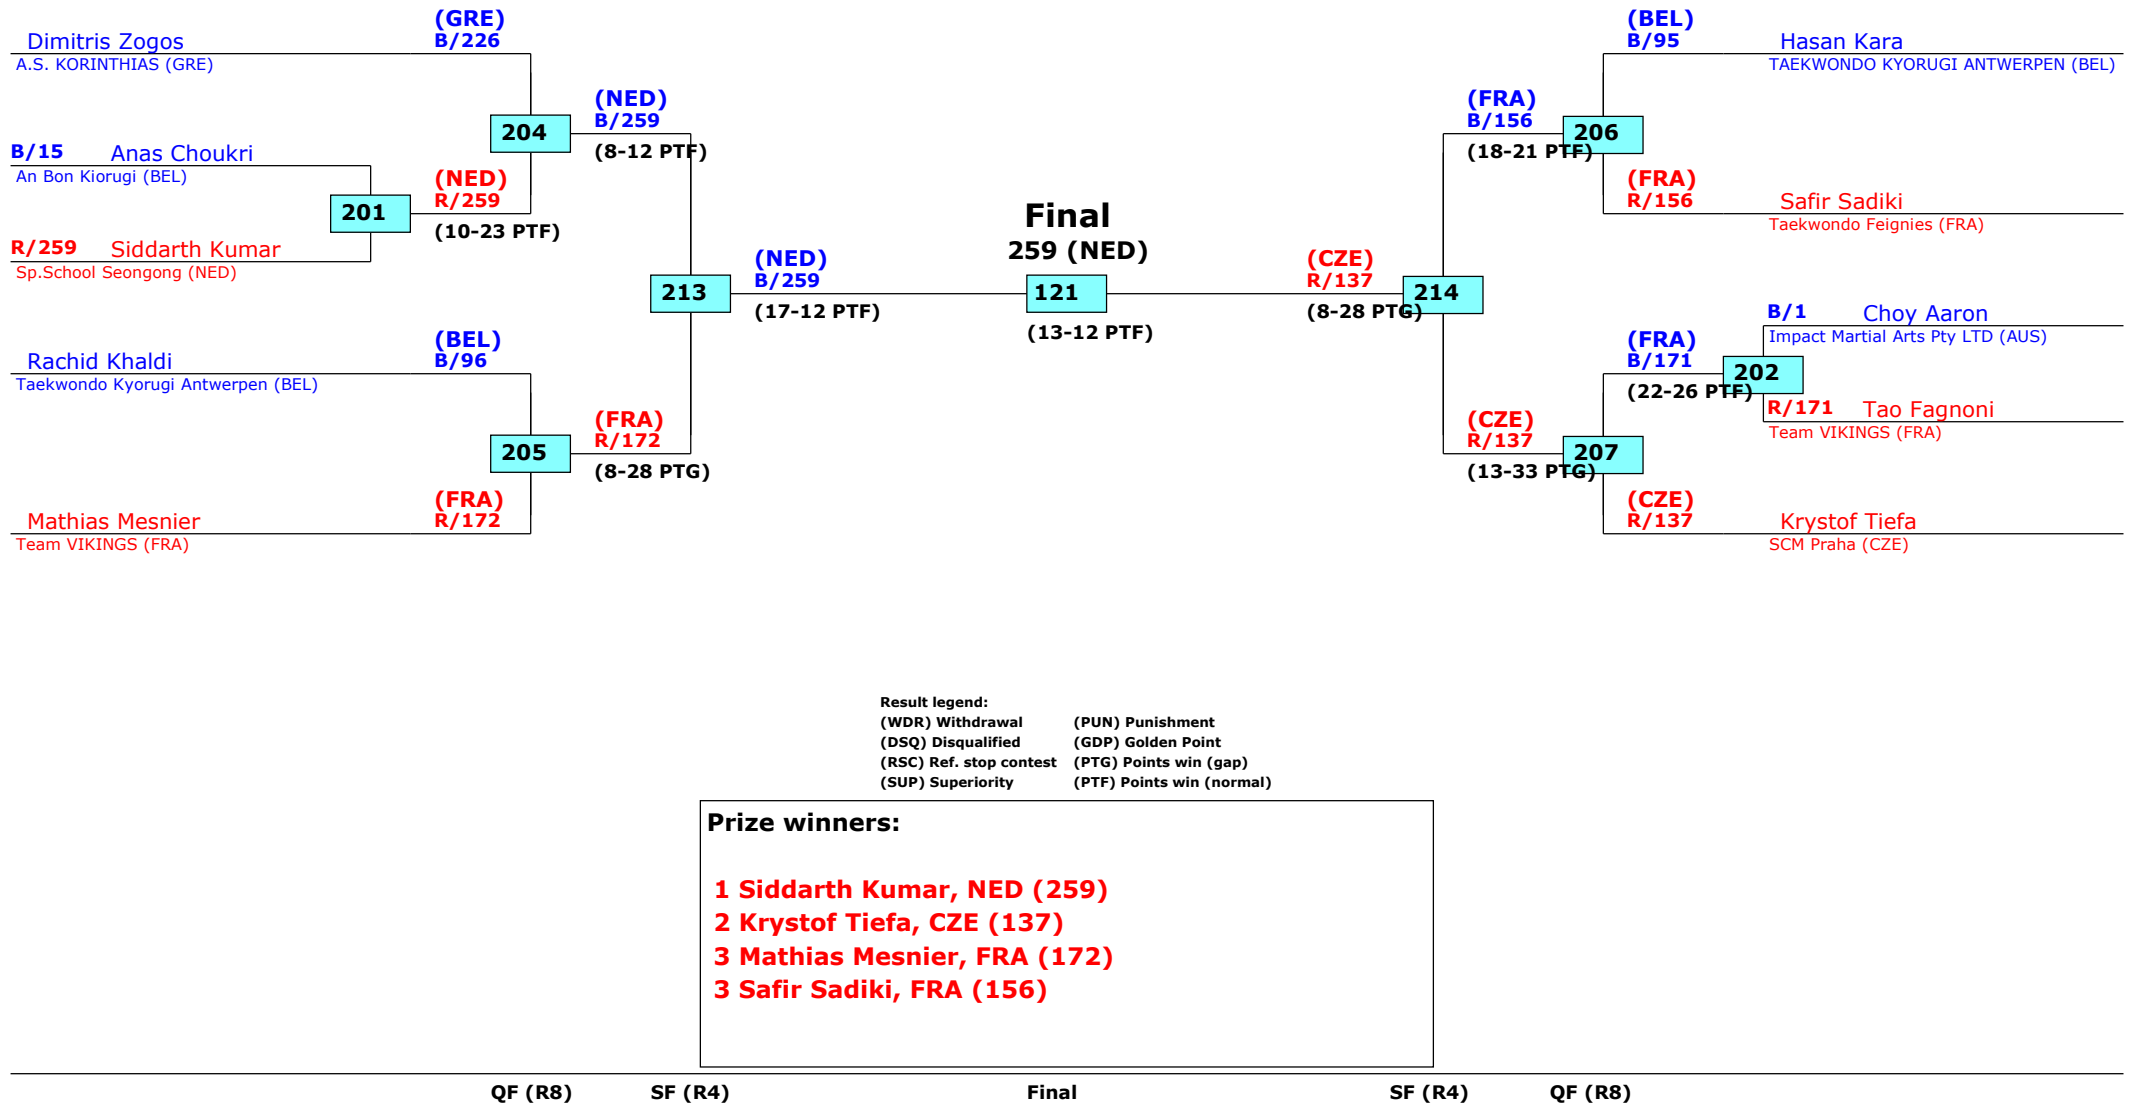 (GRE)
B/226
Dimitris Zogos
A.S. KORINTHIAS (GRE)
204
B/15 Anas Choukri
An Bon Kiorugi (BEL)
201
(NED)
R/259
(10-23 PTF)
R/259 Siddarth Kumar
Sp.School Seongong (NED)
(NED)
B/259
(8-12 PTF)
213
(BEL)
B/96
Rachid Khaldi
Taekwondo Kyorugi Antwerpen (BEL)
205
(FRA)
R/172
(8-28 PTG)
(FRA)
R/172
Mathias Mesnier
Team VIKINGS (FRA)
(NED)
B/259
(17-12 PTF)
Final
259 (NED)
121
(13-12 PTF)
(CZE)
R/137
(8-28 PTG)
214
(FRA)
B/156
(18-21 PTF)
206
(BEL)
B/95
Hasan Kara
TAEKWONDO KYORUGI ANTWERPEN (BEL)
(FRA)
R/156
Safir Sadiki
Taekwondo Feignies (FRA)
B/1 Choy Aaron
Impact Martial Arts Pty LTD (AUS)
(FRA)
B/171
(22-26 PTF)
202
R/171 Tao Fagnoni
Team VIKINGS (FRA)
(CZE)
R/137
(13-33 PTG)
207
(CZE)
R/137
Krystof Tiefa
SCM Praha (CZE)
Result legend:
(WDR) Withdrawal (PUN) Punishment
(DSQ) Disqualified (GDP) Golden Point
(RSC) Ref. stop contest (PTG) Points win (gap)
(SUP) Superiority (PTF) Points win (normal)
Prize winners:
1 Siddarth Kumar, NED (259)
2 Krystof Tiefa, CZE (137)
3 Mathias Mesnier, FRA (172)
3 Safir Sadiki, FRA (156)
QF (R8) SF (R4) Final SF (R4) QF (R8)